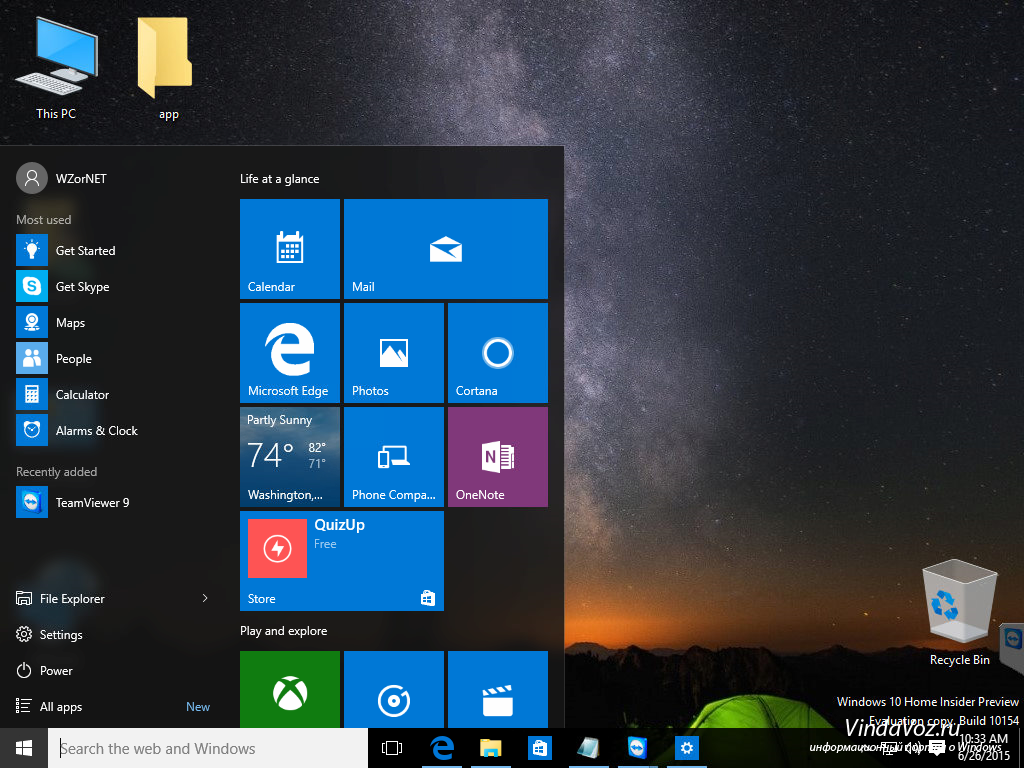 This PC
app
WZorNET
Most used
Get Started
Get Skype
Maps
People
Calculator
Alarms & Clock
Recently added
TeamViewer 9
File Explorer
Settings
Power
All apps
New
Life at a glance
Calendar
Mail
Microsoft Edge
Photos
Cortana
Partly Sunny
74°
82°
71°
Washington,...
Phone Compa...
N
OneNote
QuizUp
Free
Store
Play and explore
Recycle Bin
Windows 10 Home Insider Preview
Evaluation copy. Build 10154
VindaVoz.ru
информационный портал о Windows
Search the web and Windows
10:33 AM
6/26/2015